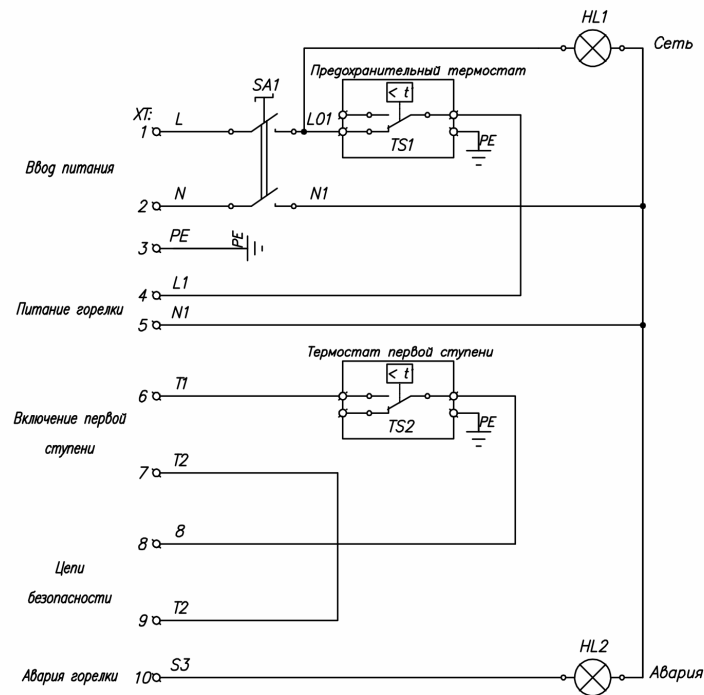 HL1
Сеть
Предохранительный термостат
SA1
< t
XT:
1 L
L01
TS1
PE
Ввод питания
2 N
N1
3 PE
PE
4 L1
Питание горелки
5 N1
Термостат первой ступени
< t
6 T1
TS2
PE
Включение первой
ступени
7 T2
8 8
Цепи
безопасности
9 T2
HL2
Авария горелки
10 S3
Авария